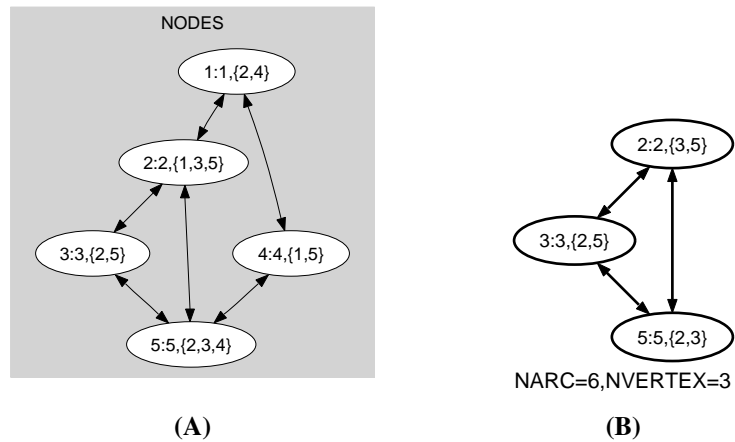 NODES
1:1,{2,4}
2:2,{1,3,5}
3:3,{2,5}
4:4,{1,5}
5:5,{2,3,4}
(A)
2:2,{3,5}
3:3,{2,5}
5:5,{2,3}
NARC=6,NVERTEX=3
(B)